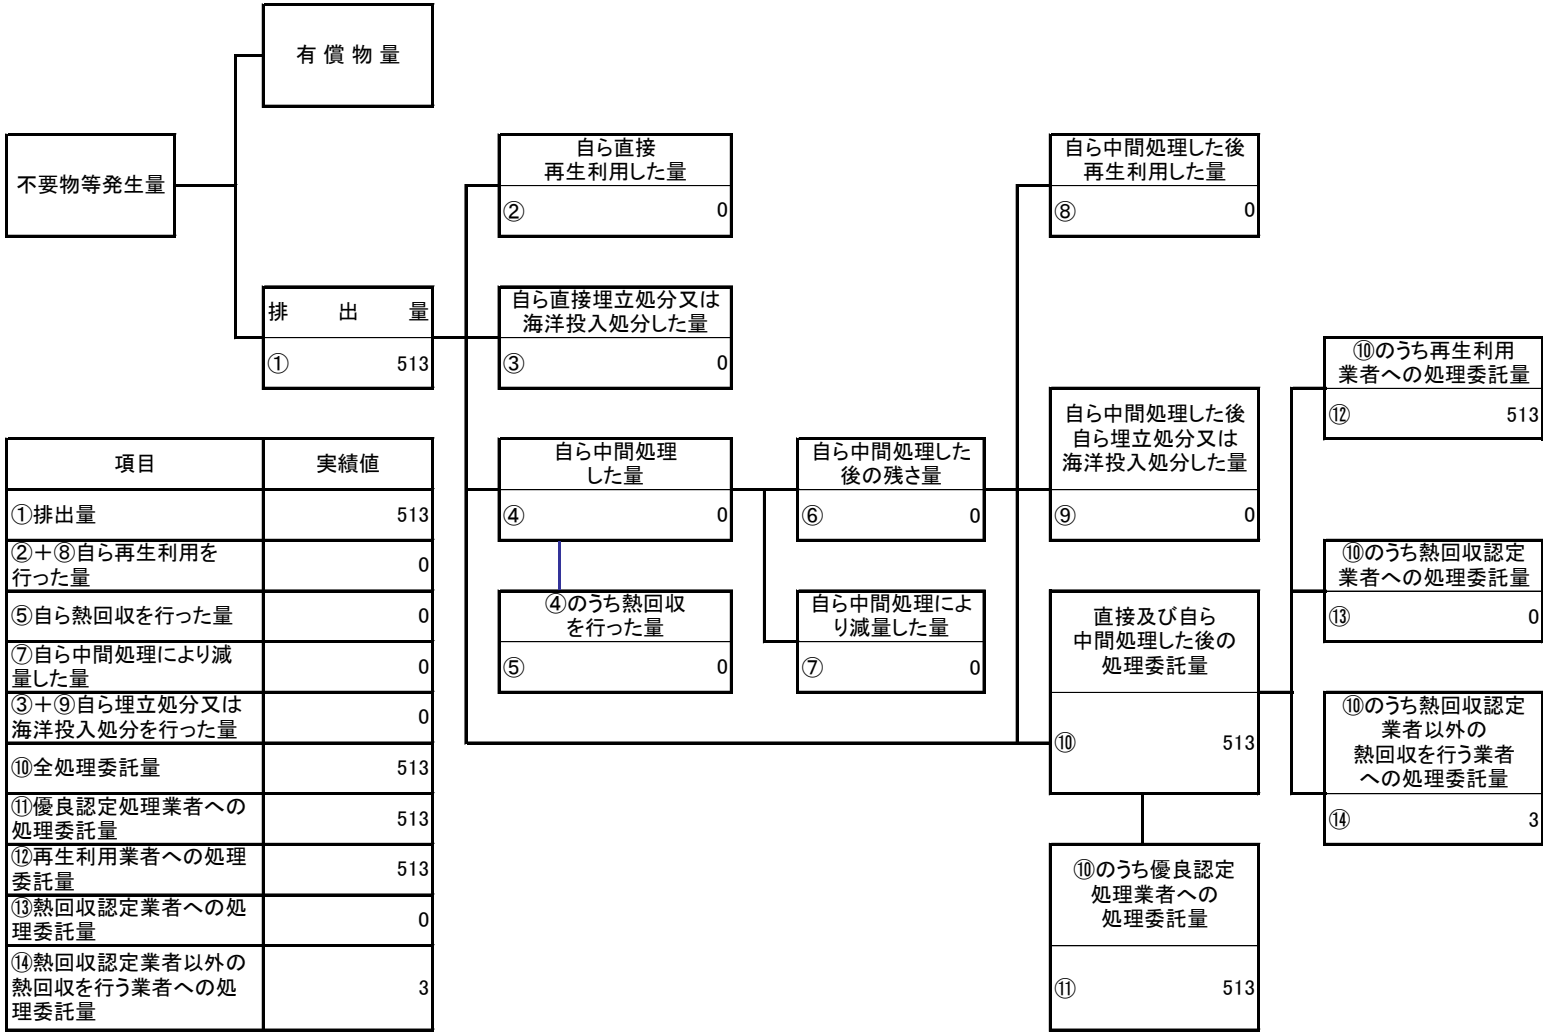 有 償 物 量
不要物等発生量
自ら直接
再生利用した量
② 0
自ら中間処理した後
再生利用した量
⑧ 0
排 出 量
① 513
自ら直接埋立処分又は
海洋投入処分した量
③ 0
⑩のうち再生利用
業者への処理委託量
⑫ 513
自ら中間処理
した量
④ 0
自ら中間処理した
後の残さ量
⑥ 0
自ら中間処理した後
自ら埋立処分又は
海洋投入処分した量
⑨ 0
⑩のうち熱回収認定
業者への処理委託量
⑬ 0
④のうち熱回収
を行った量
⑤ 0
自ら中間処理によ
り減量した量
⑦ 0
直接及び自ら
中間処理した後の
処理委託量
⑩ 513
⑩のうち熱回収認定
業者以外の
熱回収を行う業者
への処理委託量
⑭ 3
⑩のうち優良認定
処理業者への
処理委託量
⑪ 513
項目 実績値
①排出量 513
②＋⑧自ら再生利用を
行った量 0
⑤自ら熱回収を行った量 0
⑦自ら中間処理により減
量した量 0
③＋⑨自ら埋立処分又は
海洋投入処分を行った量 0
⑩全処理委託量 513
⑪優良認定処理業者への
処理委託量 513
⑫再生利用業者への処理
委託量 513
⑬熱回収認定業者への処
理委託量 0
⑭熱回収認定業者以外の
熱回収を行う業者への処
理委託量 3